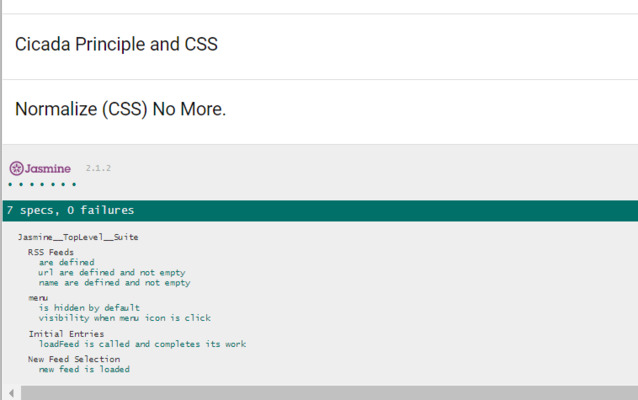 Cicada Principle and CSS
Normalize (CSS) No More.
Jasmine 2.1.2
7 specs, 0 failures
Jasmine__TopLevel__Suite
RSS Feeds
are defined
url are defined and not empty
name are defined and not empty
menu
is hidden by default
visibility when menu icon is click
Initial Entries
loadFeed is called and completes its work
New Feed Selection
new feed is loaded